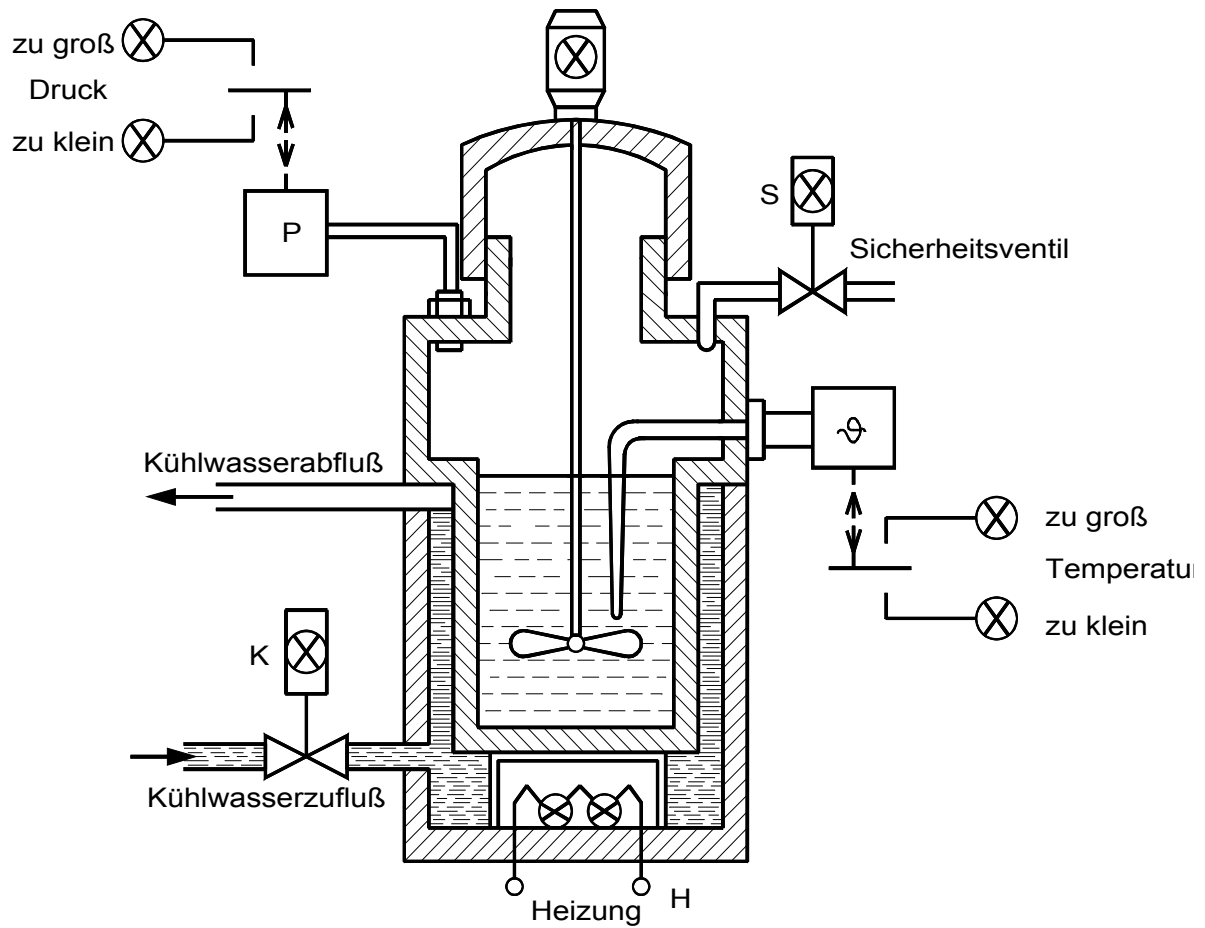 zu groß
Druck
zu klein
P
S
Sicherheitsventil
ϑ
Kühlwasserabfluß
zu groß
Temperatur
zu klein
K
Kühlwasserzufluß
H
Heizung